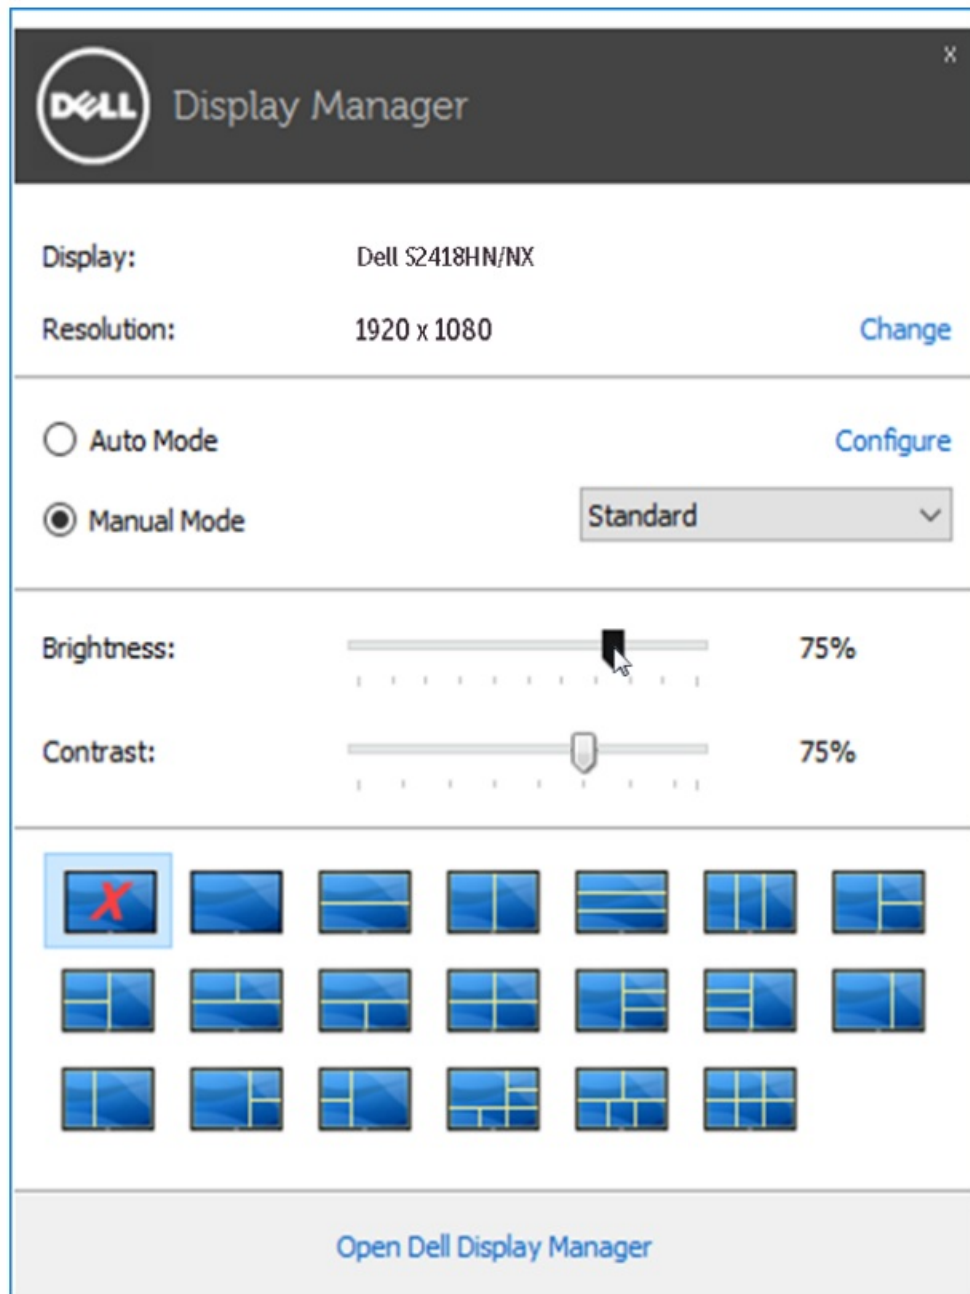 DELL Display Manager x
Display: Dell S2418HN/NX
Resolution: 1920 x 1080 Change
Auto Mode Configure
Manual Mode Standard
Brightness: 75%
Contrast: 75%
X
Open Dell Display Manager